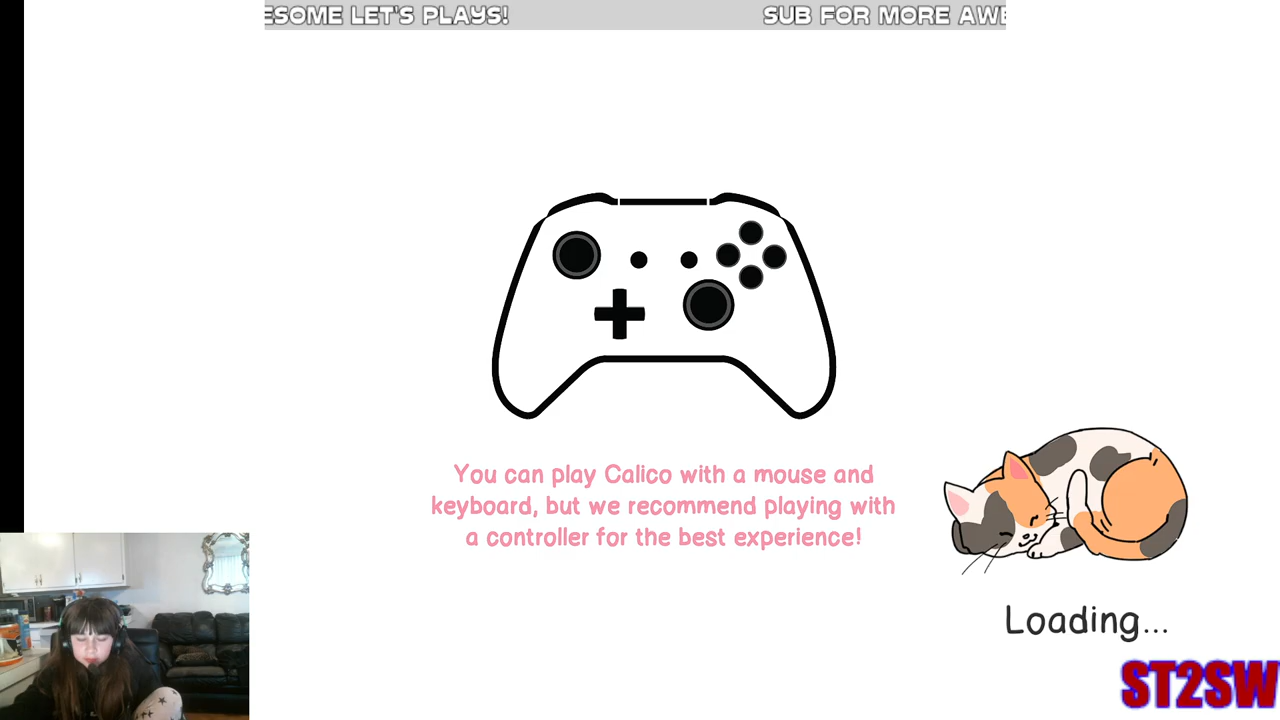 ESOME LET'S PLAYS! SUB FOR MORE AWE
You can play Calico with a mouse and
keyboard, but we recommend playing with
a controller for the best experience!
Loading...
ST2SW